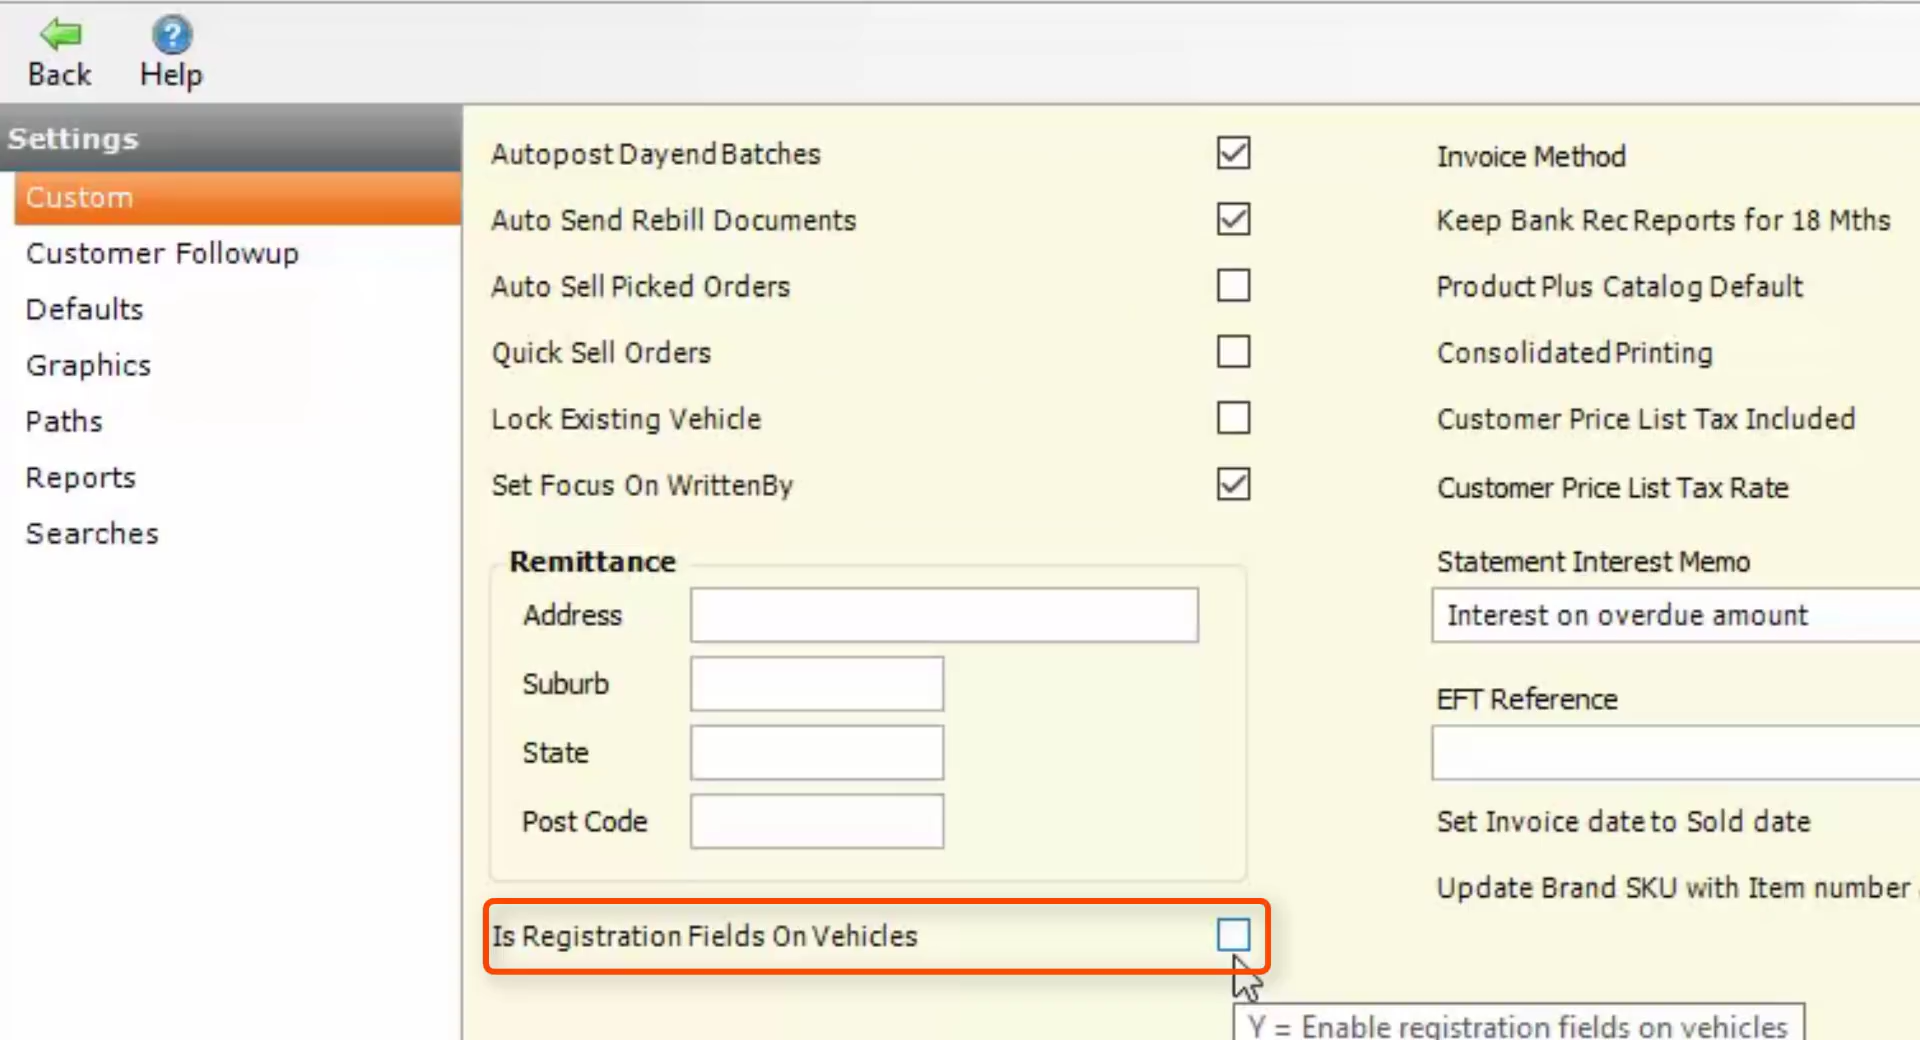 Back
Help
Settings
Custom
Customer Followup
Defaults
Graphics
Paths
Reports
Searches
Autopost Dayend Batches
Auto Send Rebill Documents
Auto Sell Picked Orders
Quick Sell Orders
Lock Existing Vehicle
Set Focus On WrittenBy
Remittance
Address
Suburb
State
Post Code
Is Registration Fields On Vehicles
Y = Enable registration fields on vehicles
Invoice Method
Keep Bank Rec Reports for 18 Mths
Product Plus Catalog Default
Consolidated Printing
Customer Price List Tax Included
Customer Price List Tax Rate
Statement Interest Memo
Interest on overdue amount
EFT Reference
Set Invoice date to Sold date
Update Brand SKU with Item number